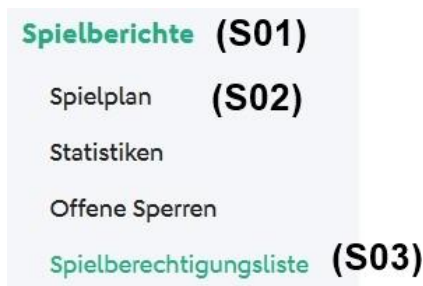 Spielberichte (S01)
Spielplan (S02)
Statistiken
Offene Sperren
Spielberechtigungsliste (S03)